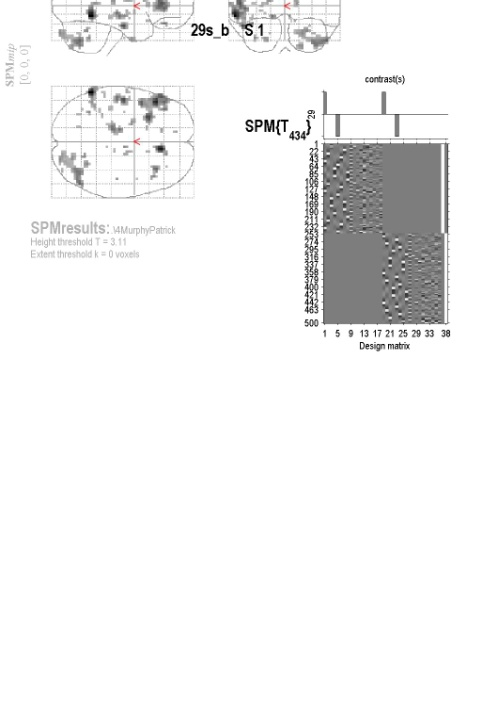 29s_b S 1
SPMmip
[0, 0, 0]
contrast(s)
29
SPM{T434}
SPMresults: .\4MurphyPatrick
Height threshold T = 3.11
Extent threshold k = 0 voxels
1
22
43
64
85
106
127
148
169
190
211
232
274
295
316
337
358
379
400
421
442
463
500
1 5 9 13 17 21 25 29 33 38
Design matrix